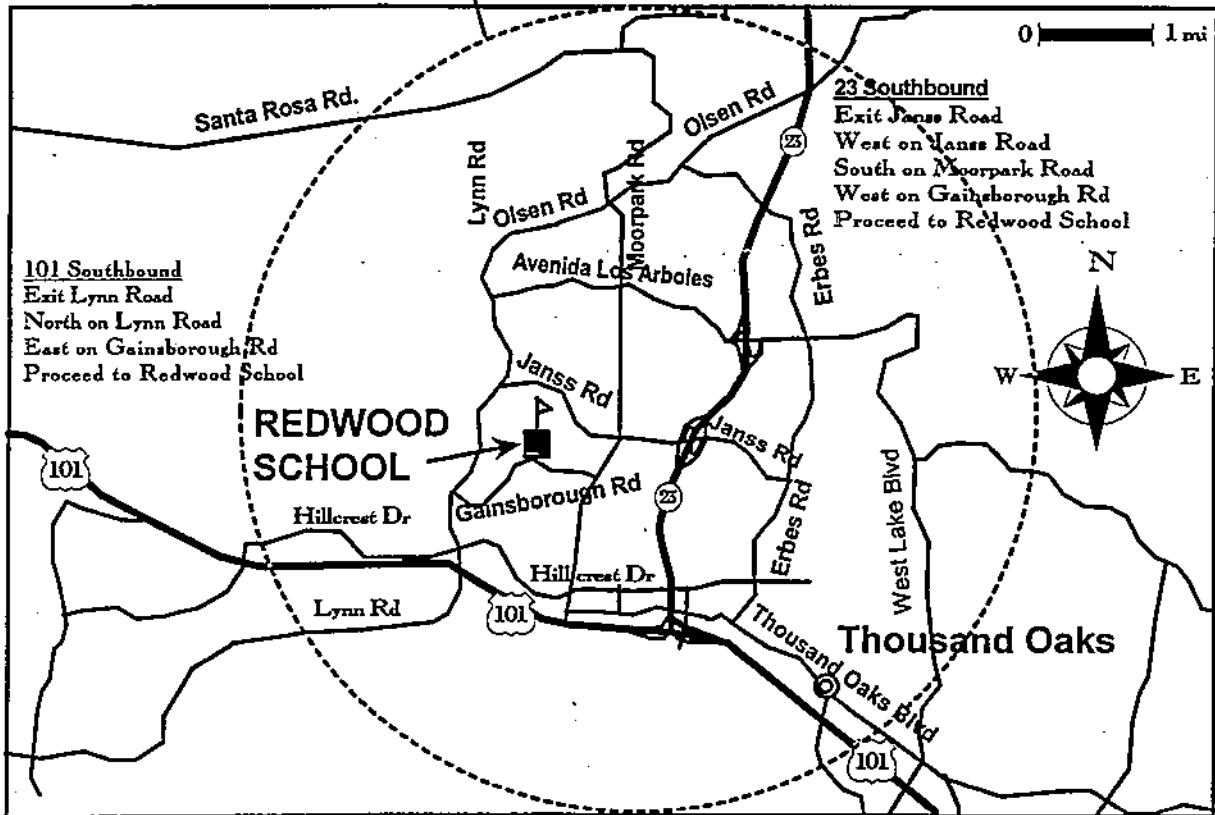 0 1 mi
Santa Rosa Rd.
Olsen Rd
23
23 Southbound
Exit Janss Road
West on Janss Road
South on Moorpark Road
West on Gainsborough Rd
Proceed to Redwood School
Lynn Rd
Olsen Rd
Moorpark Rd
Erbes Rd
Avenida Los Arboles
101 Southbound
Exit Lynn Road
North on Lynn Road
East on Gainsborough Rd
Proceed to Redwood School
N
W
E
Janss Rd
REDWOOD
SCHOOL
Janss Rd
101
23
Gainsborough Rd
Hillcrest Dr
Erbes Rd
West Lake Blvd
Hillcrest Dr
Lynn Rd
101
Thousand Oaks Blvd
Thousand Oaks
101